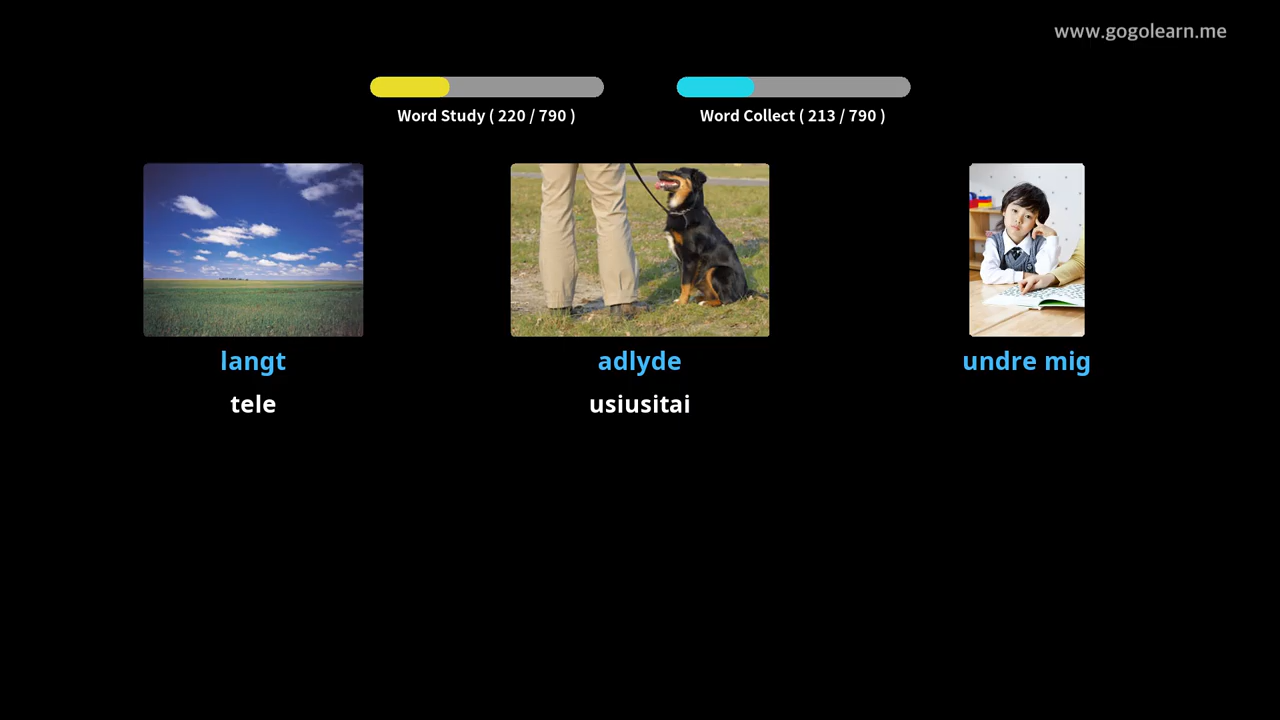 www.gogolearn.me
Word Study ( 220 / 790 )
Word Collect ( 213 / 790 )
langt
adlyde
undre mig
tele
usiusitai